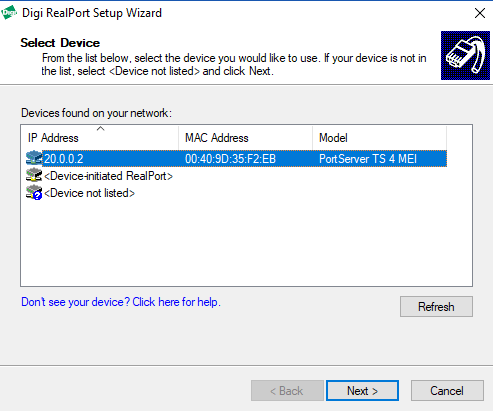 Digi RealPort Setup Wizard
Select Device
From the list below, select the device you would like to use. If your device is not in
the list, select <Device not listed> and click Next.
Devices found on your network:
IP Address MAC Address Model
20.0.0.2 00:40:9D:35:F2:EB PortServer TS 4 MEI
<Device-initiated RealPort>
<Device not listed>
Don't see your device? Click here for help.
Refresh
< Back Next > Cancel